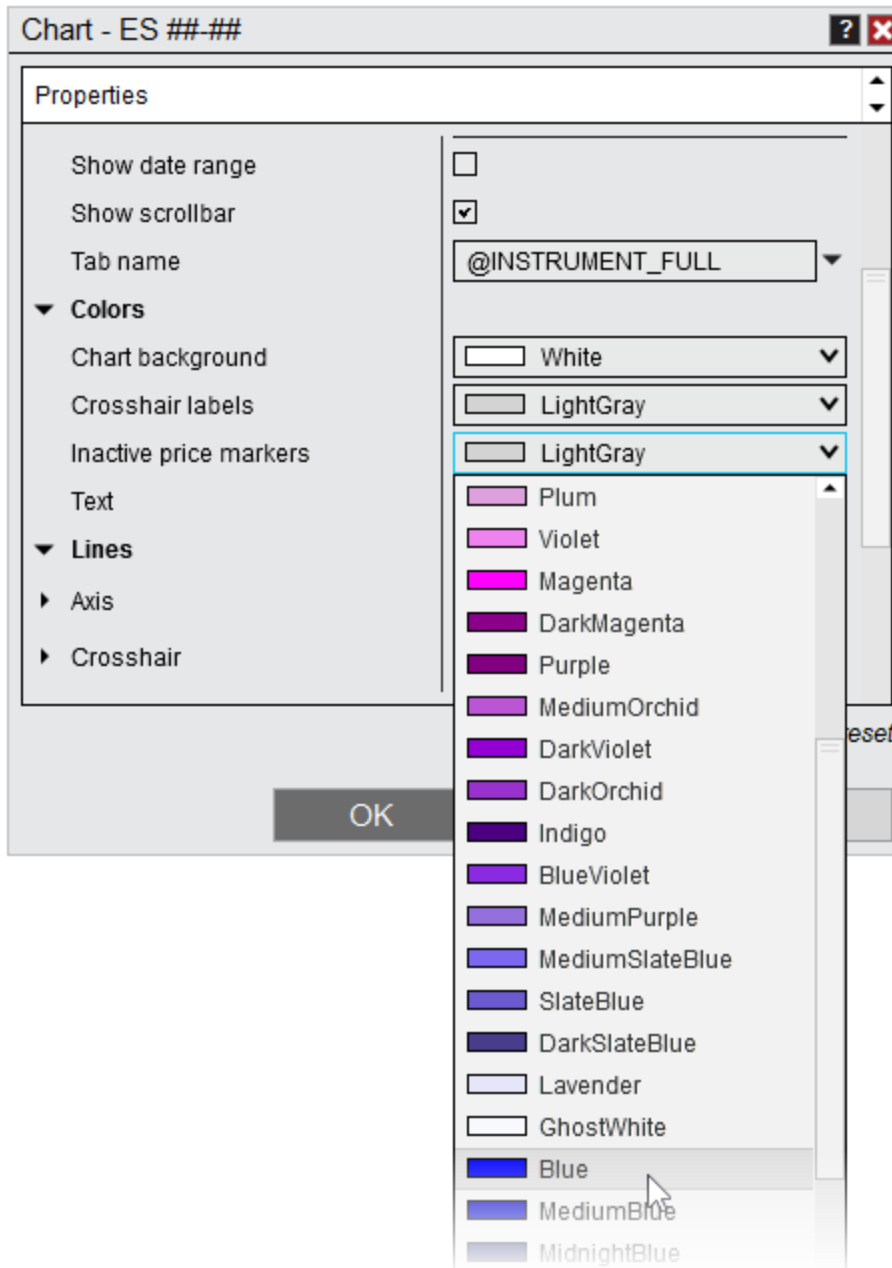 Chart - ES ##-##
?
Properties
Show date range
Show scrollbar
Tab name @INSTRUMENT_FULL
Colors
Chart background White
Crosshair labels LightGray
Inactive price markers LightGray
Text Plum
Violet
Lines
Magenta
Axis
DarkMagenta
Crosshair Purple
MediumOrchid
eset
DarkViolet
DarkOrchid
OK
Indigo
BlueViolet
MediumPurple
MediumSlateBlue
SlateBlue
DarkSlateBlue
Lavender
GhostWhite
Blue
MediumBlue
MidnightBlue